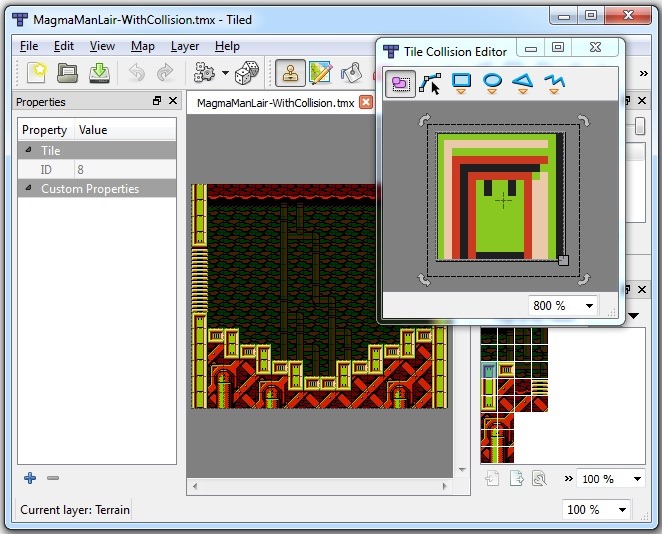 MagmaManLair-WithCollision.tmx - Tiled
File Edit View Map Layer Help
Tile Collision Editor
Properties
MagmaManLair-WithCollision.tmx
Property Value
Tile
ID 8
Custom Properties
800 %
100 %
Current layer: Terrain
100 %